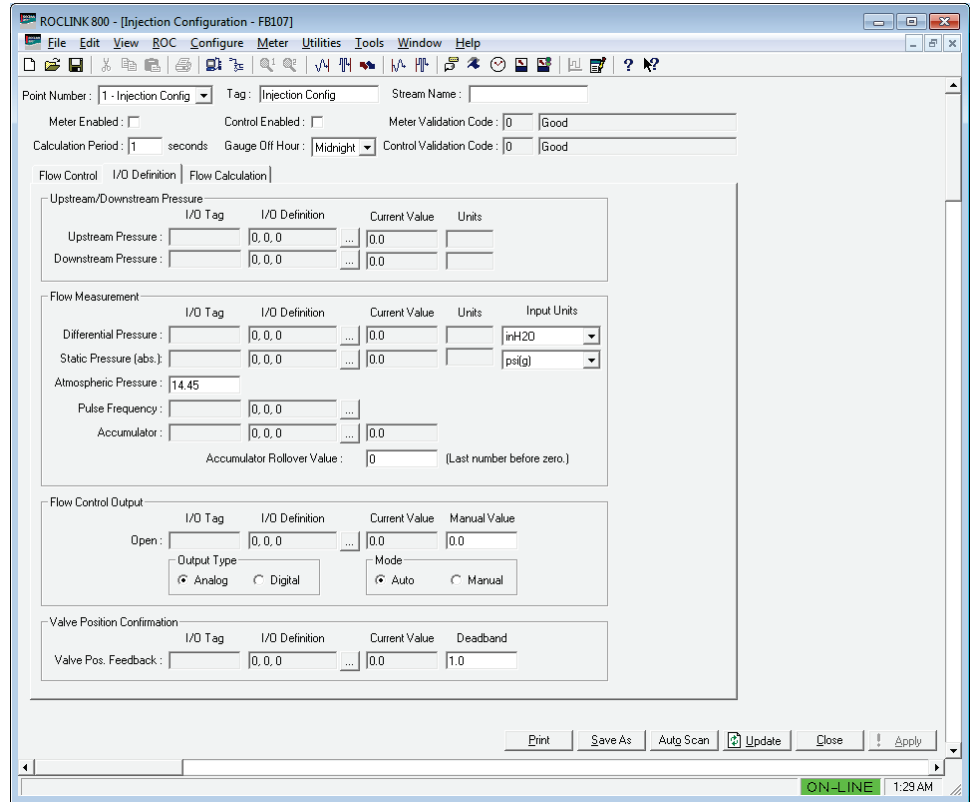 ROCLINK 800 - [Injection Configuration - FB107]
File Edit View ROC Configure Meter Utilities Tools Window Help
Point Number : 1 - Injection Config Tag : Injection Config Stream Name :
Meter Enabled : Control Enabled : Meter Validation Code : 0 Good
Calculation Period : 1 seconds Gauge Off Hour : Midnight Control Validation Code : 0 Good
Flow Control I/O Definition Flow Calculation
Upstream/Downstream Pressure
I/O Tag I/O Definition Current Value Units
Upstream Pressure : 0, 0, 0 ... 0.0
Downstream Pressure : 0, 0, 0 ... 0.0
Flow Measurement
I/O Tag I/O Definition Current Value Units Input Units
Differential Pressure : 0, 0, 0 ... 0.0 inH2O
Static Pressure (abs.): 0, 0, 0 ... 0.0 psi(g)
Atmospheric Pressure : 14.45
Pulse Frequency : 0, 0, 0 ...
Accumulator : 0, 0, 0 ... 0.0
Accumulator Rollover Value : 0 (Last number before zero.)
Flow Control Output
I/O Tag I/O Definition Current Value Manual Value
Open : 0, 0, 0 ... 0.0 0.0
Output Type Mode
Analog Digital Auto Manual
Valve Position Confirmation
I/O Tag I/O Definition Current Value Deadband
Valve Pos. Feedback : 0, 0, 0 ... 0.0 1.0
Print Save As Auto Scan Update Close ! Apply
ON-LINE 1:29 AM